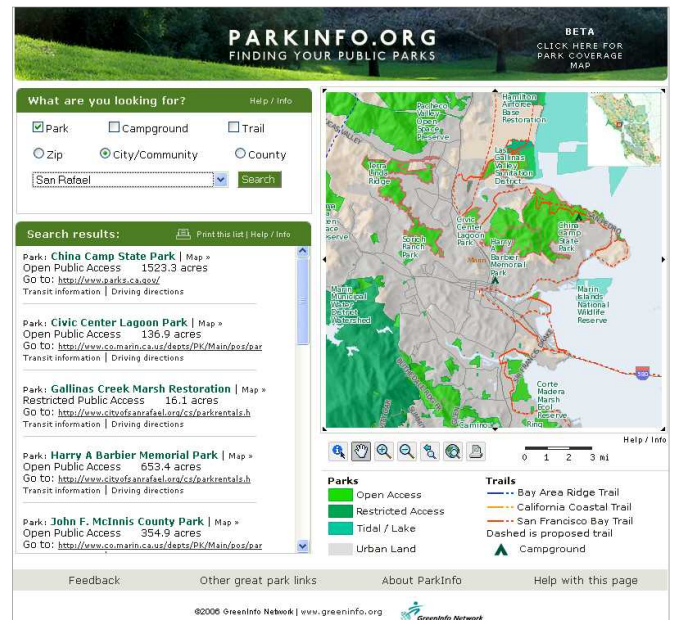 PARKINFO.ORG
FINDING YOUR PUBLIC PARKS
BETA
CLICK HERE FOR
PARK COVERAGE
MAP
What are you looking for?
Help / Info
Park
Campground
Trail
Zip
City/Community
County
San Rafael
Search
Search results:
Print this list | Help / Info
Park: China Camp State Park | Map »
Open Public Access 1523.3 acres
Go to: http://www.parks.ca.gov/
Transit information | Driving directions
Park: Civic Center Lagoon Park | Map »
Open Public Access 136.9 acres
Go to: http://www.co.marin.ca.us/depts/PK/Main/pos/par
Transit information | Driving directions
Park: Gallinas Creek Marsh Restoration | Map »
Restricted Public Access 16.1 acres
Go to: http://www.cityofsanrafael.org/cs/parkrentals.h
Transit information | Driving directions
Park: Harry A Barbier Memorial Park | Map »
Open Public Access 653.4 acres
Go to: http://www.cityofsanrafael.org/cs/parkrentals.h
Transit information | Driving directions
Park: John F. McInnis County Park | Map »
Open Public Access 354.9 acres
Go to: http://www.co.marin.ca.us/depts/PK/Main/pos/par
Pacheco
Valley
Open
Space
Preserve
Hamilton
Airforce
Base
Restoration
Las
Gallinas
Valley
Sanitation
District
Terra
Linda
Ridge
Civic
Center
Lagoon
Park
China
Camp
State
Park
Harry
A
Barbier
Memorial
Park
Marin
Municipal
Water
District
Watershed
Marin
Islands
National
Wildlife
Reserve
Corte
Madera
Marsh
Ecol
Reserve
Ring
Camino
580
Help / Info
0 1 2 3 mi
Parks
Open Access
Restricted Access
Tidal / Lake
Urban Land
Trails
Bay Area Ridge Trail
California Coastal Trail
San Francisco Bay Trail
Dashed is proposed trail
Campground
Feedback
Other great park links
About ParkInfo
Help with this page
©2006 GreenInfo Network | www.greeninfo.org
GreenInfo Network